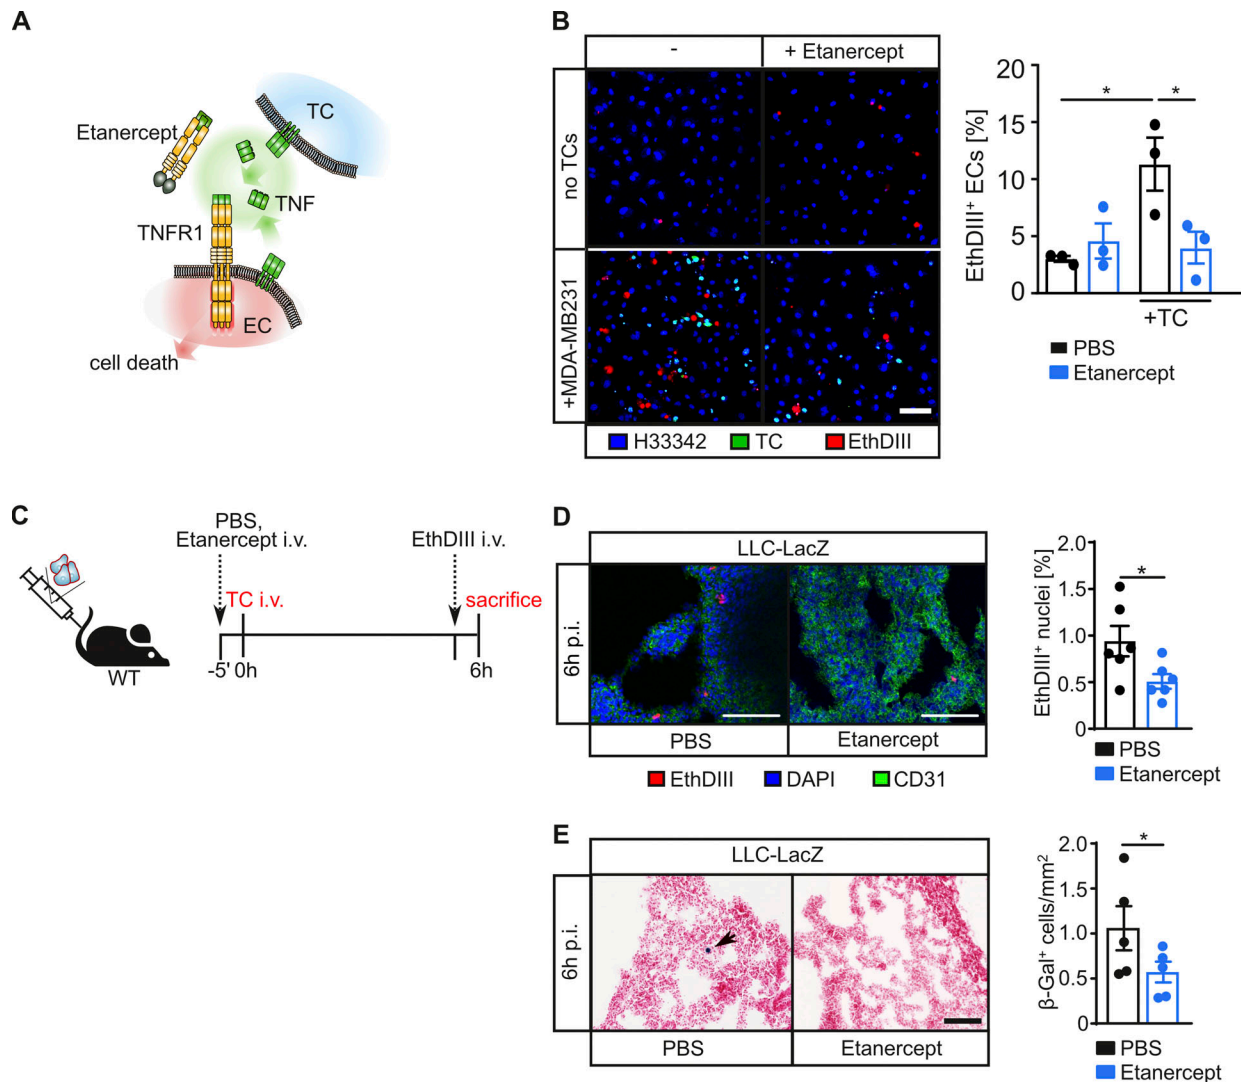 A
Etanercept
TC
TNF
TNFR1
EC
cell death
B
-
+ Etanercept
no TCs
+MDA-MB231
H33342
TC
EthDIII
EthDIII⁺ ECs [%]
20
15
10
5
0
*
*
+TC
PBS
Etanercept
C
PBS,
Etanercept i.v.
EthDIII i.v.
TC i.v.
sacrifice
WT
-5' 0h
6h
D
LLC-LacZ
6h p.i.
PBS
Etanercept
EthDIII
DAPI
CD31
EthDIII⁺ nuclei [%]
2.0
1.5
1.0
0.5
0
*
PBS
Etanercept
E
LLC-LacZ
6h p.i.
PBS
Etanercept
β-Gal⁺ cells/mm²
2.0
1.5
1.0
0.5
0
*
PBS
Etanercept